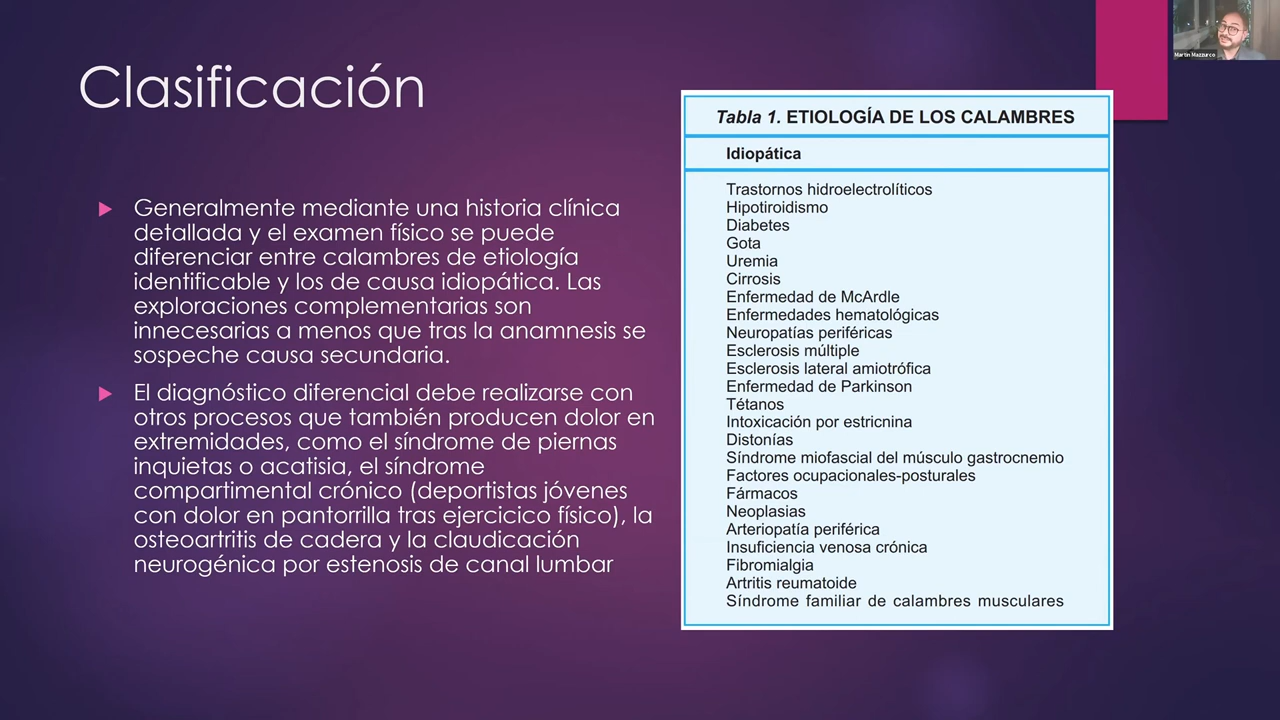 Clasificación
Generalmente mediante una historia clínica
detallada y el examen físico se puede
diferenciar entre calambres de etiología
identificable y los de causa idiopática. Las
exploraciones complementarias son
innecesarias a menos que tras la anamnesis se
sospeche causa secundaria.
El diagnóstico diferencial debe realizarse con
otros procesos que también producen dolor en
extremidades, como el síndrome de piernas
inquietas o acatisia, el síndrome
compartimental crónico (deportistas jóvenes
con dolor en pantorrilla tras ejercicico físico), la
osteoartritis de cadera y la claudicación
neurogénica por estenosis de canal lumbar
Tabla 1. ETIOLOGÍA DE LOS CALAMBRES
Idiopática
Trastornos hidroelectrolíticos
Hipotiroidismo
Diabetes
Gota
Uremia
Cirrosis
Enfermedad de McArdle
Enfermedades hematológicas
Neuropatías periféricas
Esclerosis múltiple
Esclerosis lateral amiotrófica
Enfermedad de Parkinson
Tétanos
Intoxicación por estricnina
Distonías
Síndrome miofascial del músculo gastrocnemio
Factores ocupacionales-posturales
Fármacos
Neoplasias
Arteriopatía periférica
Insuficiencia venosa crónica
Fibromialgia
Artritis reumatoide
Síndrome familiar de calambres musculares
Martin Mazzurco